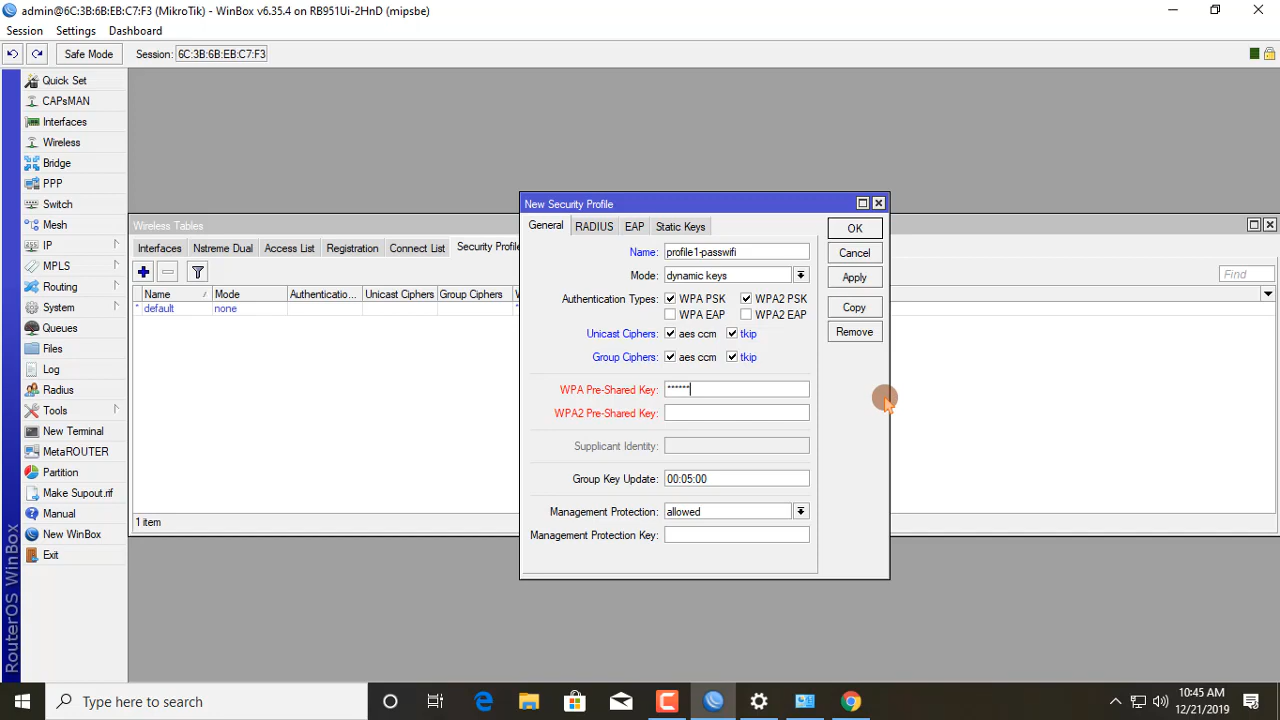 admin@6C:3B:6B:EB:C7:F3 (MikroTik) - WinBox v6.35.4 on RB951Ui-2HnD (mipsbe)
Session Settings Dashboard
Safe Mode Session: 6C:3B:6B:EB:C7:F3
Quick Set
CAPsMAN
Interfaces
Wireless
Bridge
PPP
Switch
Mesh
IP
MPLS
Routing
System
Queues
Files
Log
Radius
Tools
New Terminal
MetaROUTER
Partition
Make Supout.rif
Manual
New WinBox
Exit
RouterOS WinBox
Wireless Tables
Interfaces Nstreme Dual Access List Registration Connect List Security Profile
Find
Name / Mode Authenticatio... Unicast Ciphers Group Ciphers
* default none
1 item
New Security Profile
General RADIUS EAP Static Keys
Name: profile1-passwifi
Mode: dynamic keys
Authentication Types: WPA PSK WPA2 PSK
WPA EAP WPA2 EAP
Unicast Ciphers: aes ccm tkip
Group Ciphers: aes ccm tkip
WPA Pre-Shared Key: ******
WPA2 Pre-Shared Key:
Supplicant Identity:
Group Key Update: 00:05:00
Management Protection: allowed
Management Protection Key:
OK
Cancel
Apply
Copy
Remove
Type here to search
10:45 AM
12/21/2019